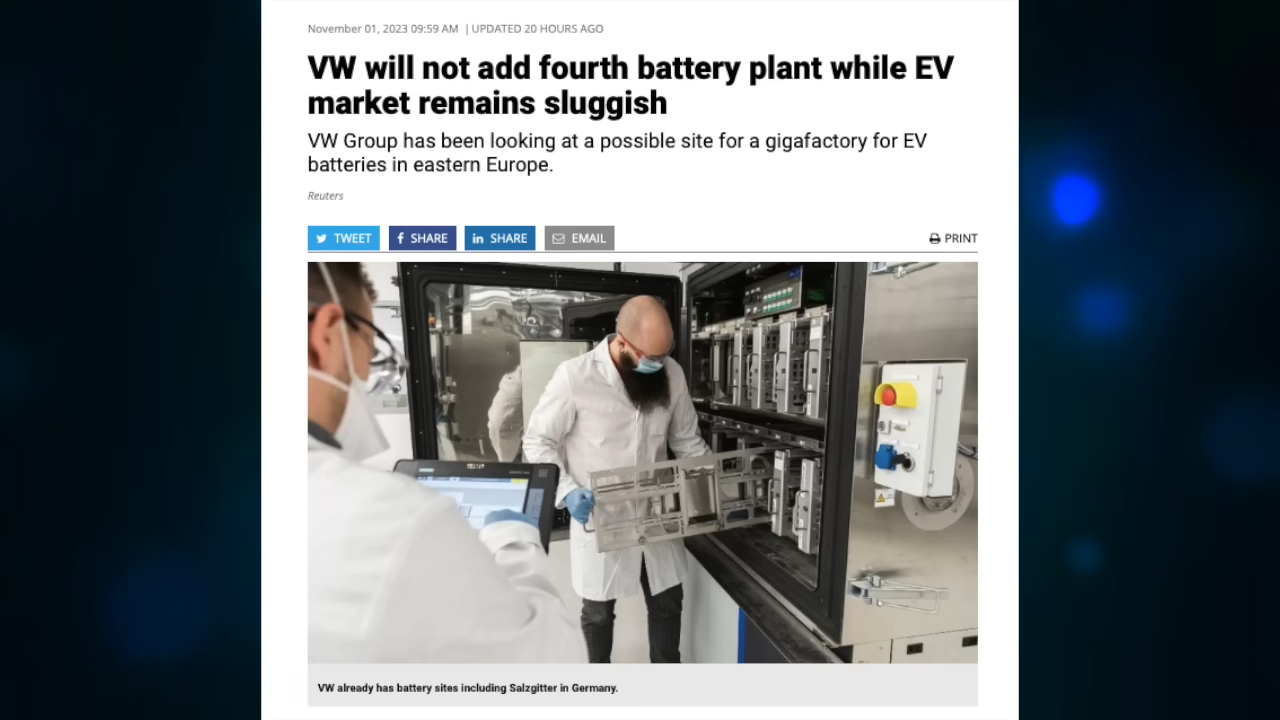 November 01, 2023 09:59 AM | UPDATED 20 HOURS AGO
VW will not add fourth battery plant while EV
market remains sluggish
VW Group has been looking at a possible site for a gigafactory for EV
batteries in eastern Europe.
Reuters
TWEET
SHARE
SHARE
EMAIL
PRINT
VW already has battery sites including Salzgitter in Germany.